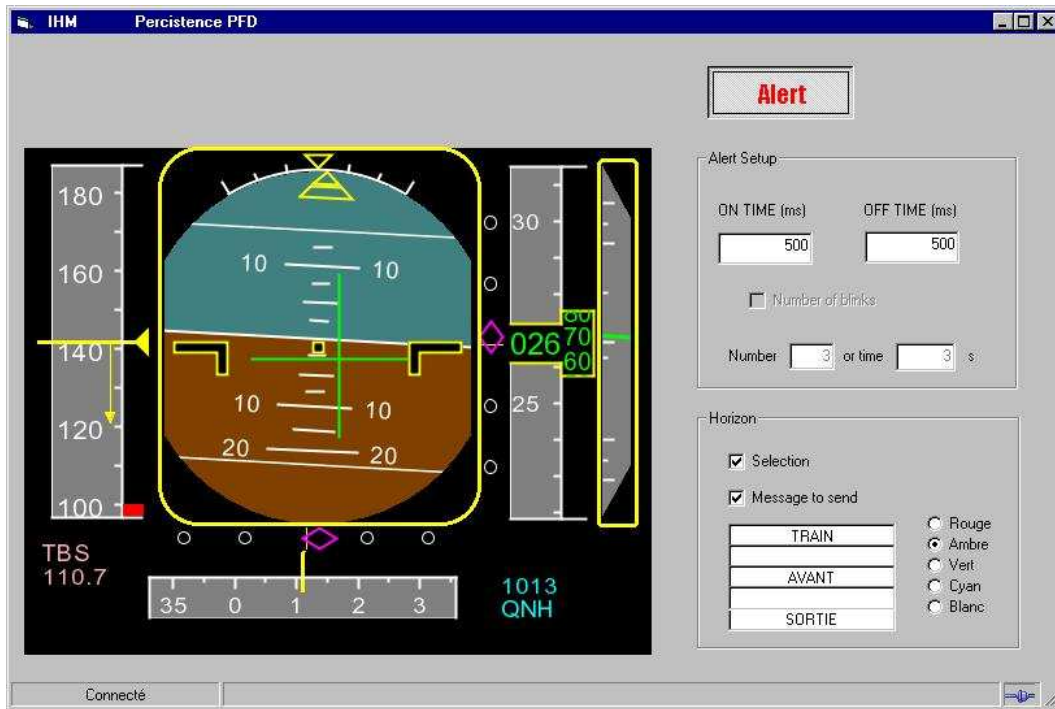 IHM Percistence PFD
Alert
180
160
140
120
100
10 10
10 10
20 20
30
25
026
80
70
60
TBS
110.7
35 0 1 2 3
1013
QNH
Alert Setup
ON TIME (ms) OFF TIME (ms)
500 500
Number of blinks
Number 3 or time 3 s
Horizon
Selection
Message to send
TRAIN
AVANT
SORTIE
Rouge
Ambre
Vert
Cyan
Blanc
Connecté